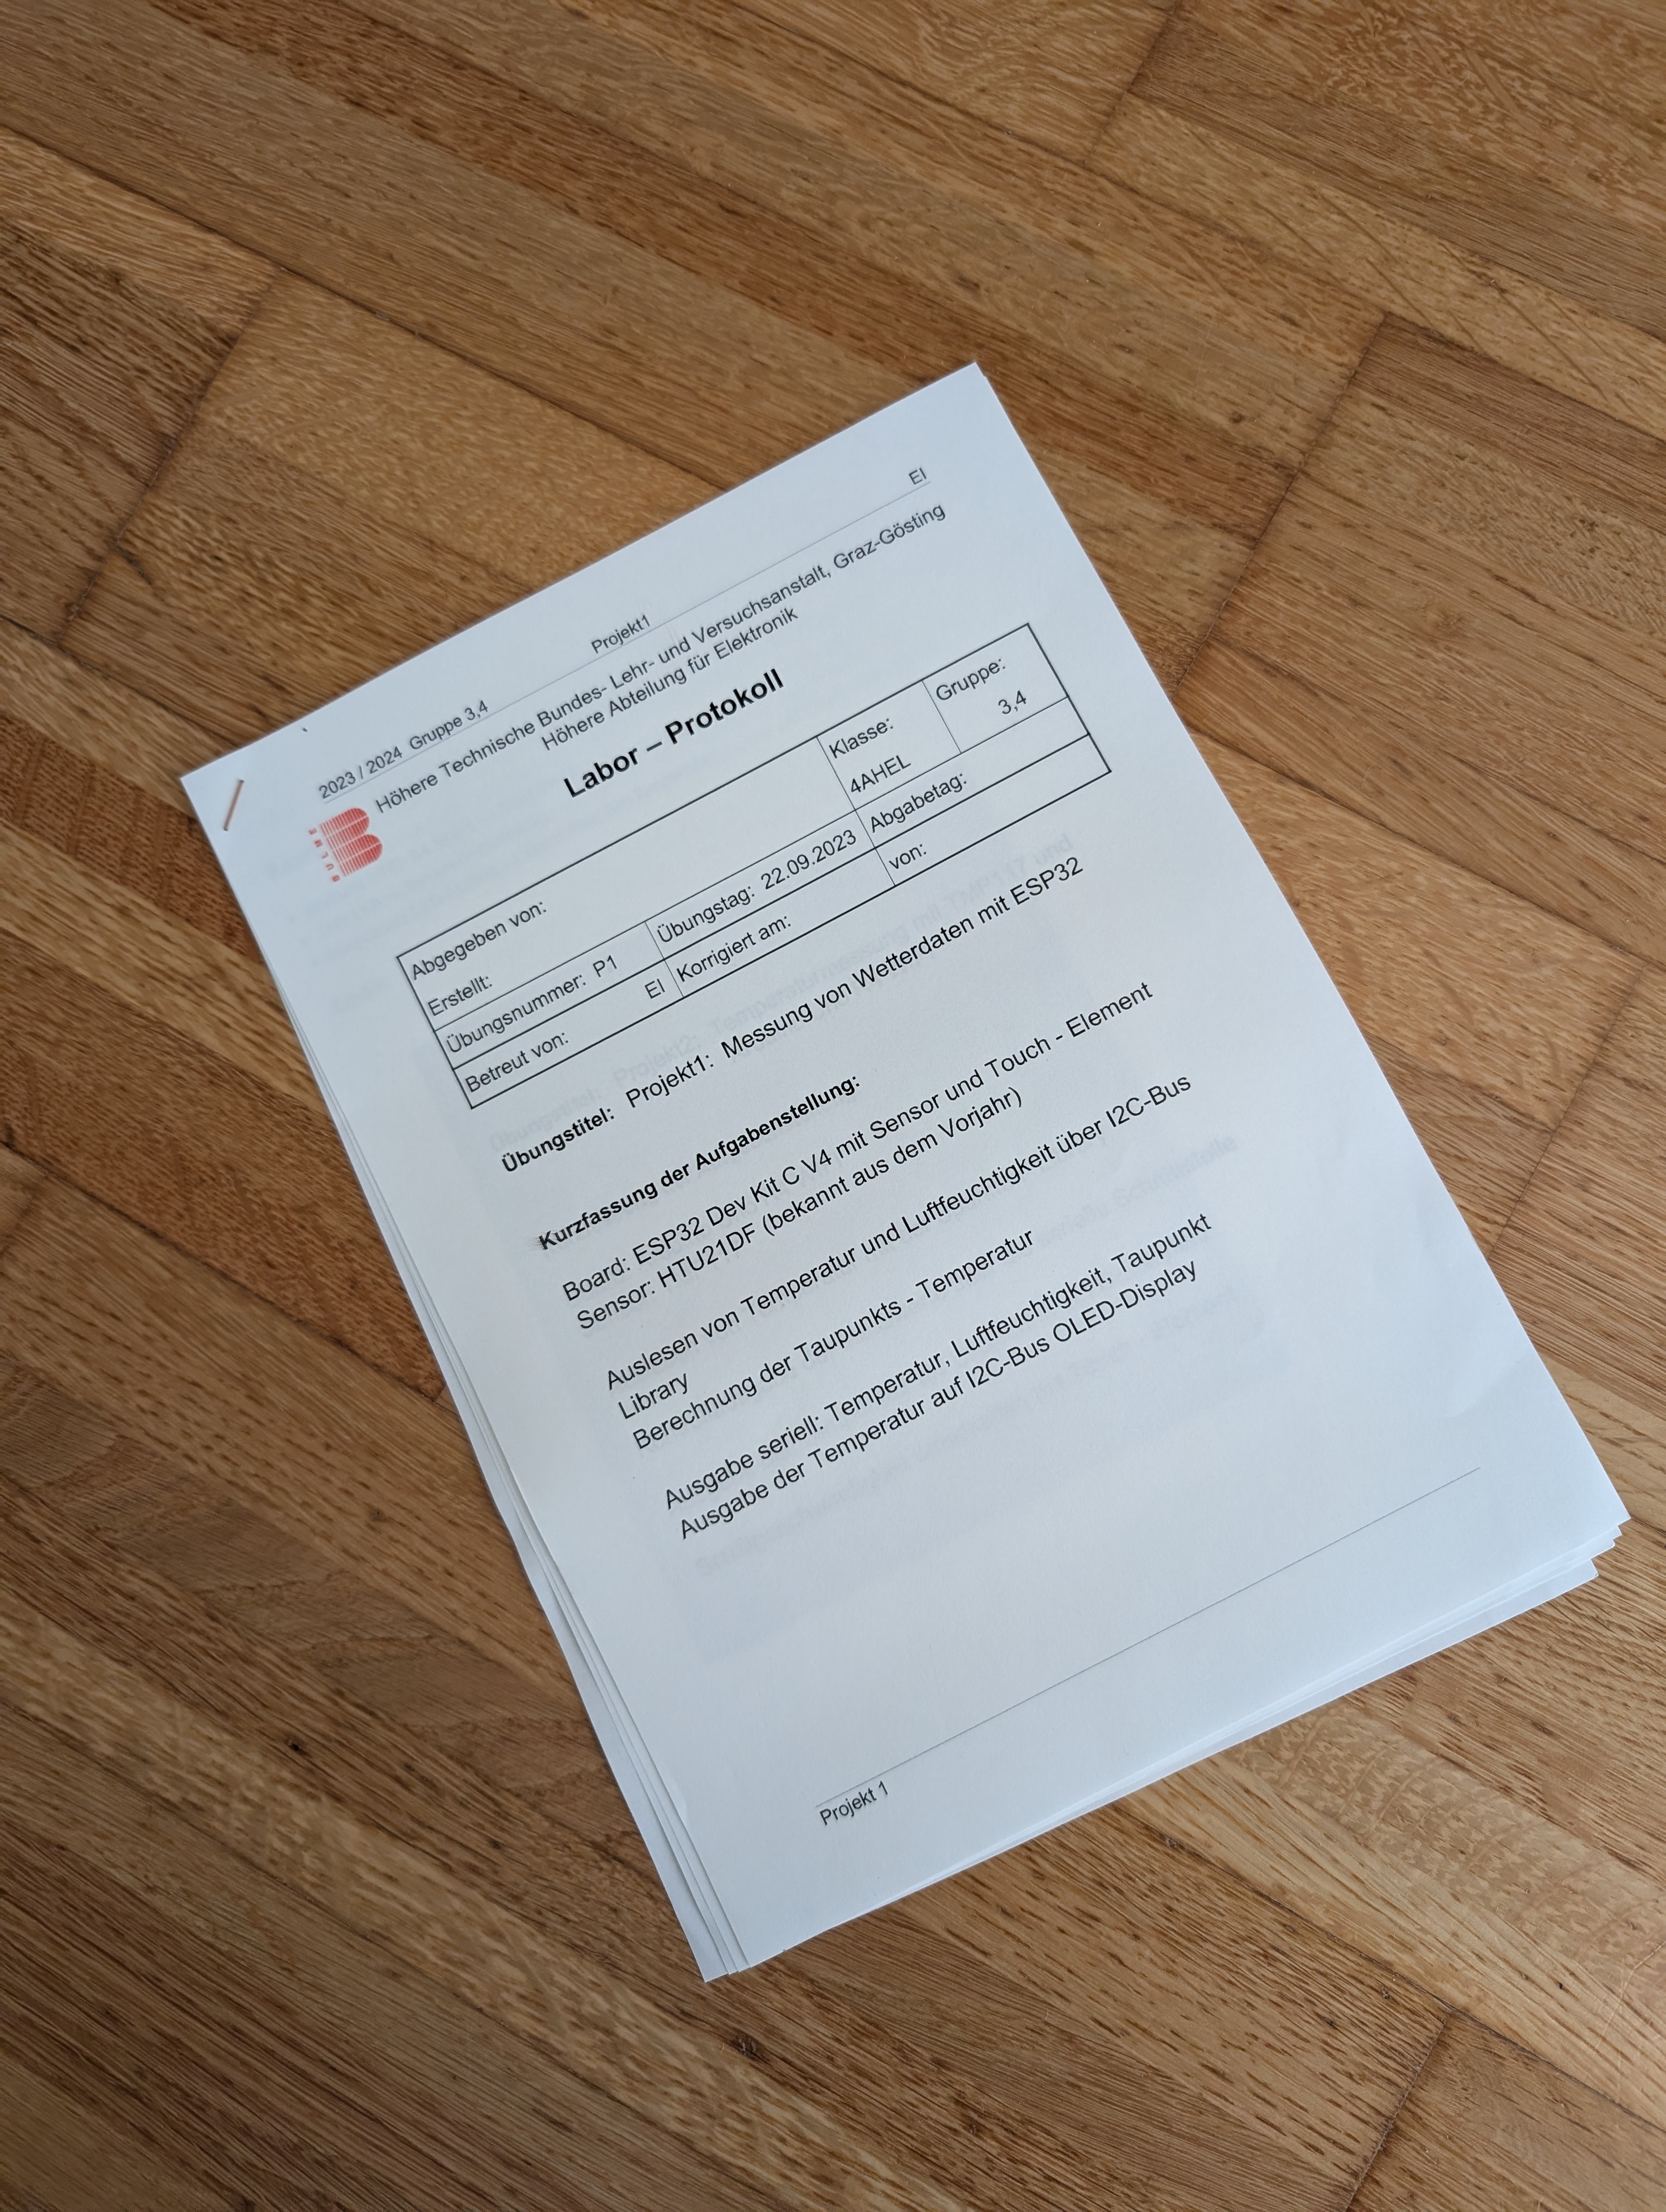 2023 / 2024 Gruppe 3,4 Projekt1 EI
BULME
Höhere Technische Bundes- Lehr- und Versuchsanstalt, Graz-Gösting
Höhere Abteilung für Elektronik
Labor – Protokoll
Abgegeben von: Klasse: Gruppe:
4AHEL 3,4
Erstellt:
Übungsnummer: P1 Übungstag: 22.09.2023 Abgabetag:
Betreut von: EI Korrigiert am: von:
Übungstitel: Projekt1: Messung von Wetterdaten mit ESP32
Kurzfassung der Aufgabenstellung:
Board: ESP32 Dev Kit C V4 mit Sensor und Touch - Element
Sensor: HTU21DF (bekannt aus dem Vorjahr)
Auslesen von Temperatur und Luftfeuchtigkeit über I2C-Bus
Library
Berechnung der Taupunkts - Temperatur
Ausgabe seriell: Temperatur, Luftfeuchtigkeit, Taupunkt
Ausgabe der Temperatur auf I2C-Bus OLED-Display
Projekt 1